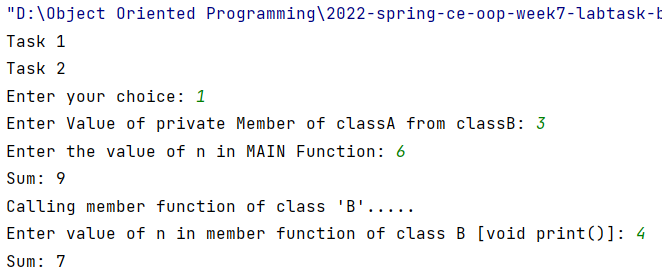 "D:\Object Oriented Programming\2022-spring-ce-oop-week7-labtask-b
Task 1
Task 2
Enter your choice: 1
Enter Value of private Member of classA from classB: 3
Enter the value of n in MAIN Function: 6
Sum: 9
Calling member function of class 'B'.....
Enter value of n in member function of class B [void print()]: 4
Sum: 7